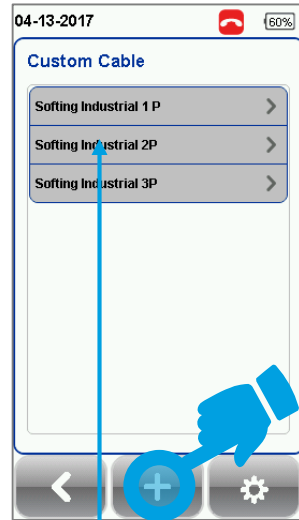 04-13-2017
60%
Custom Cable
Softing Industrial 1 P
Softing Industrial 2P
Softing Industrial 3P